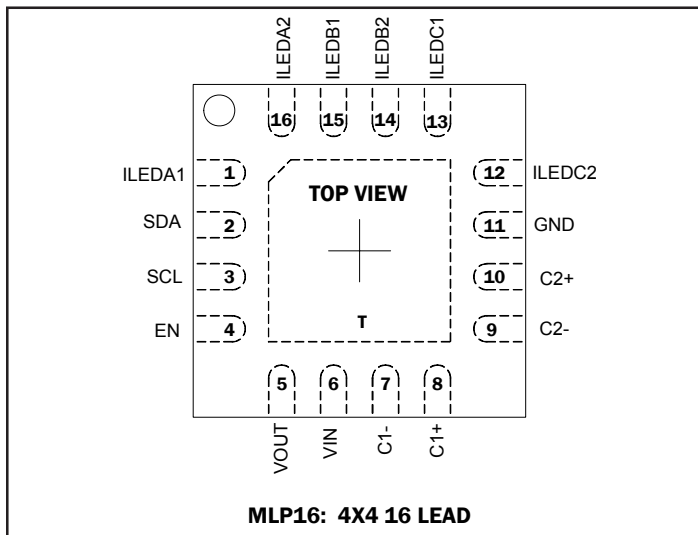 ILEDA2
ILEDB1
ILEDB2
ILEDC1
16
15
14
13
ILEDA1
1
TOP VIEW
12
ILEDC2
SDA
2
11
GND
SCL
3
10
C2+
EN
4
T
9
C2-
5
6
7
8
VOUT
VIN
C1-
C1+
MLP16: 4X4 16 LEAD